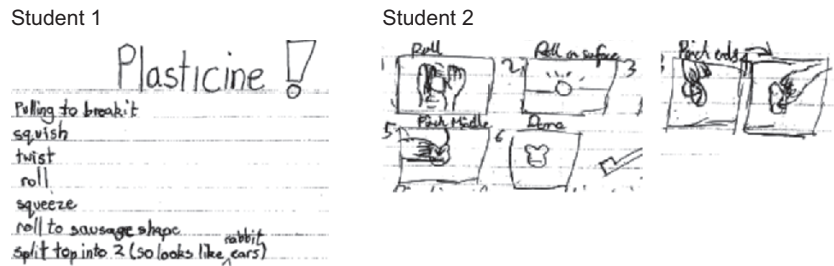 Student 1
Student 2
Plasticine!
Pulling to break it
squish
twist
roll
squeeze
roll to sausage shape
split top into 2 (so looks like rabbit ears)
1 Roll
2, Roll on surface
3 Pinch ends
5 Pinch Middle
6 Done